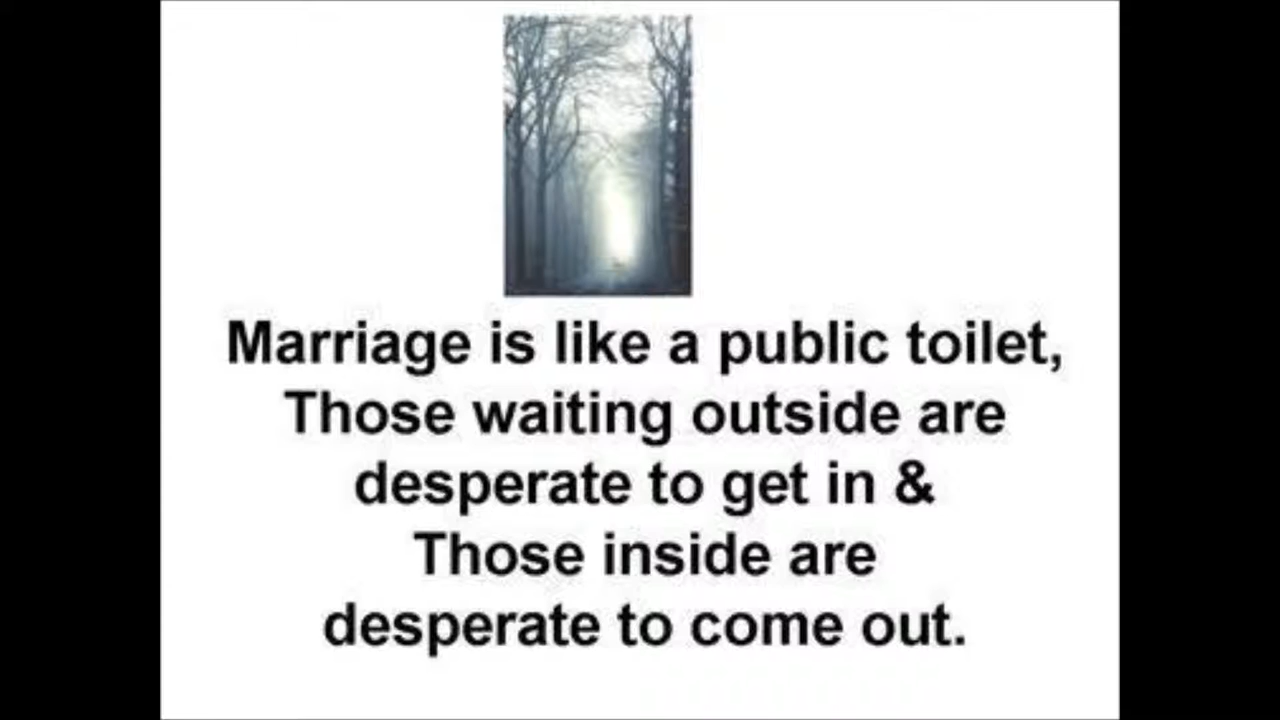 Marriage is like a public toilet,
Those waiting outside are
desperate to get in &
Those inside are
desperate to come out.